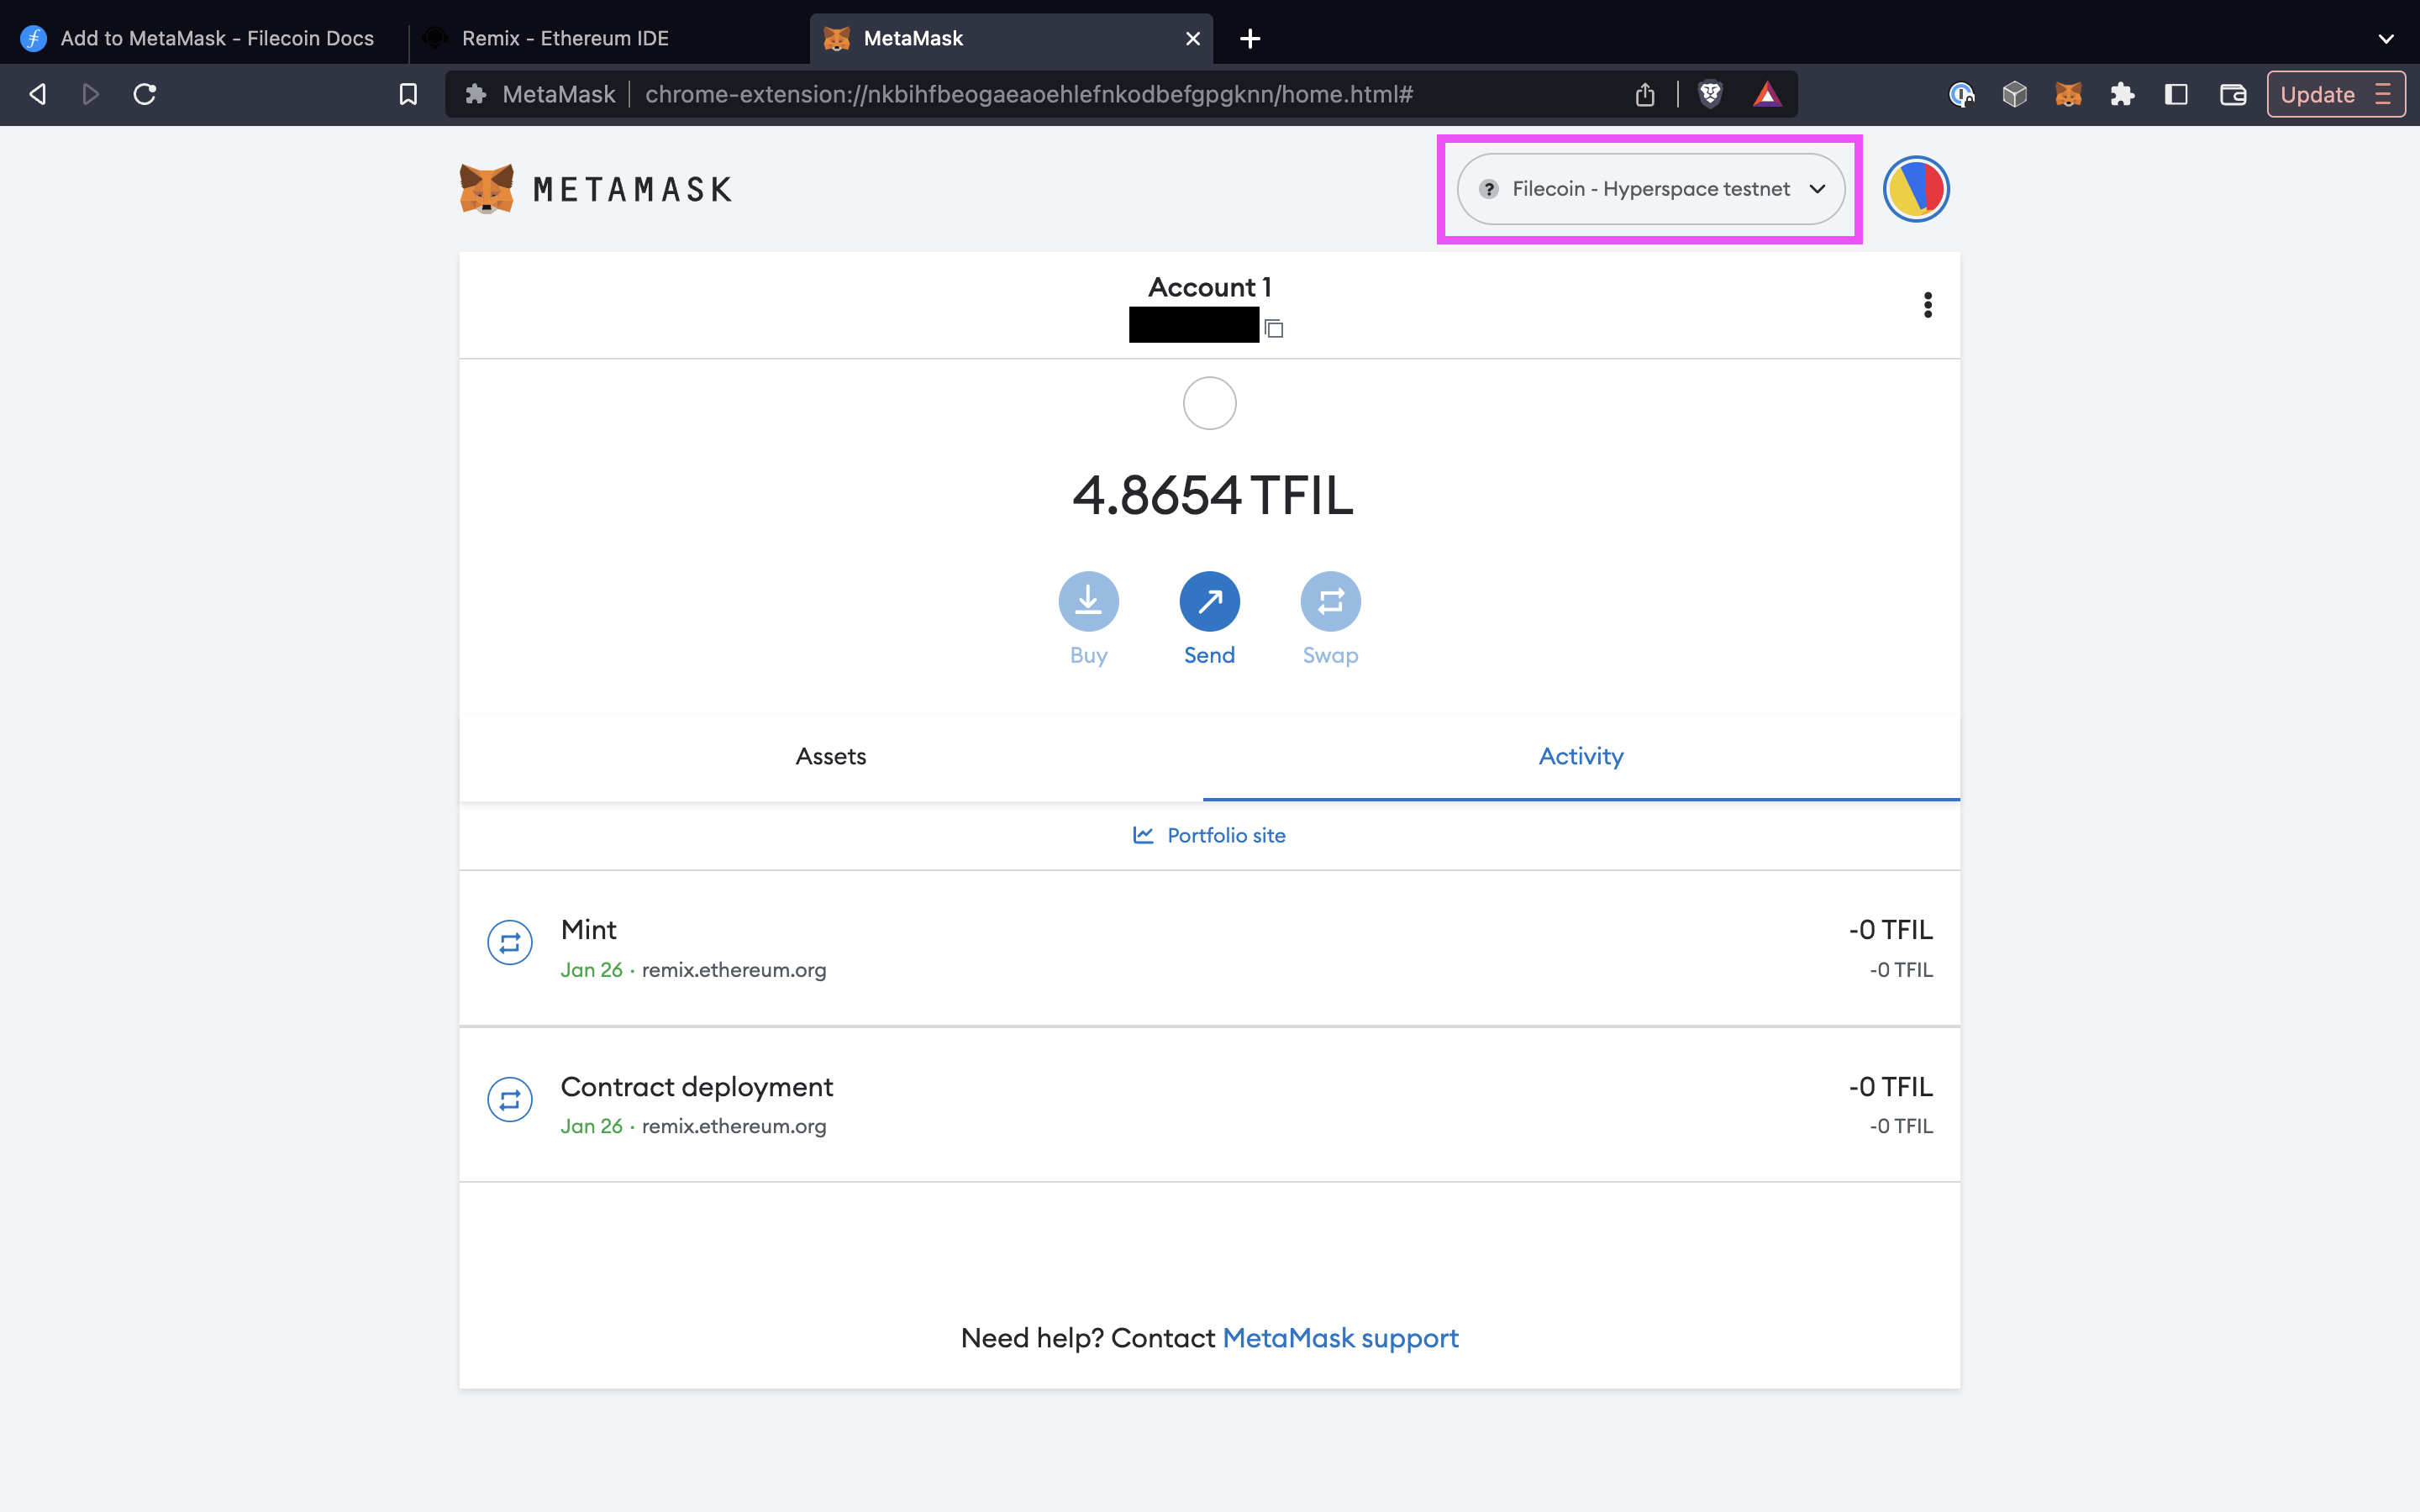 Add to MetaMask - Filecoin Docs
Remix - Ethereum IDE
MetaMask
MetaMask
chrome-extension://nkbihfbeogaeaoehlefnkodbefgpgknn/home.html#
Update
METAMASK
? Filecoin - Hyperspace testnet
Account 1
4.8654 TFIL
Buy
Send
Swap
Assets
Activity
Portfolio site
Mint
-0 TFIL
Jan 26 · remix.ethereum.org
-0 TFIL
Contract deployment
-0 TFIL
Jan 26 · remix.ethereum.org
-0 TFIL
Need help? Contact MetaMask support